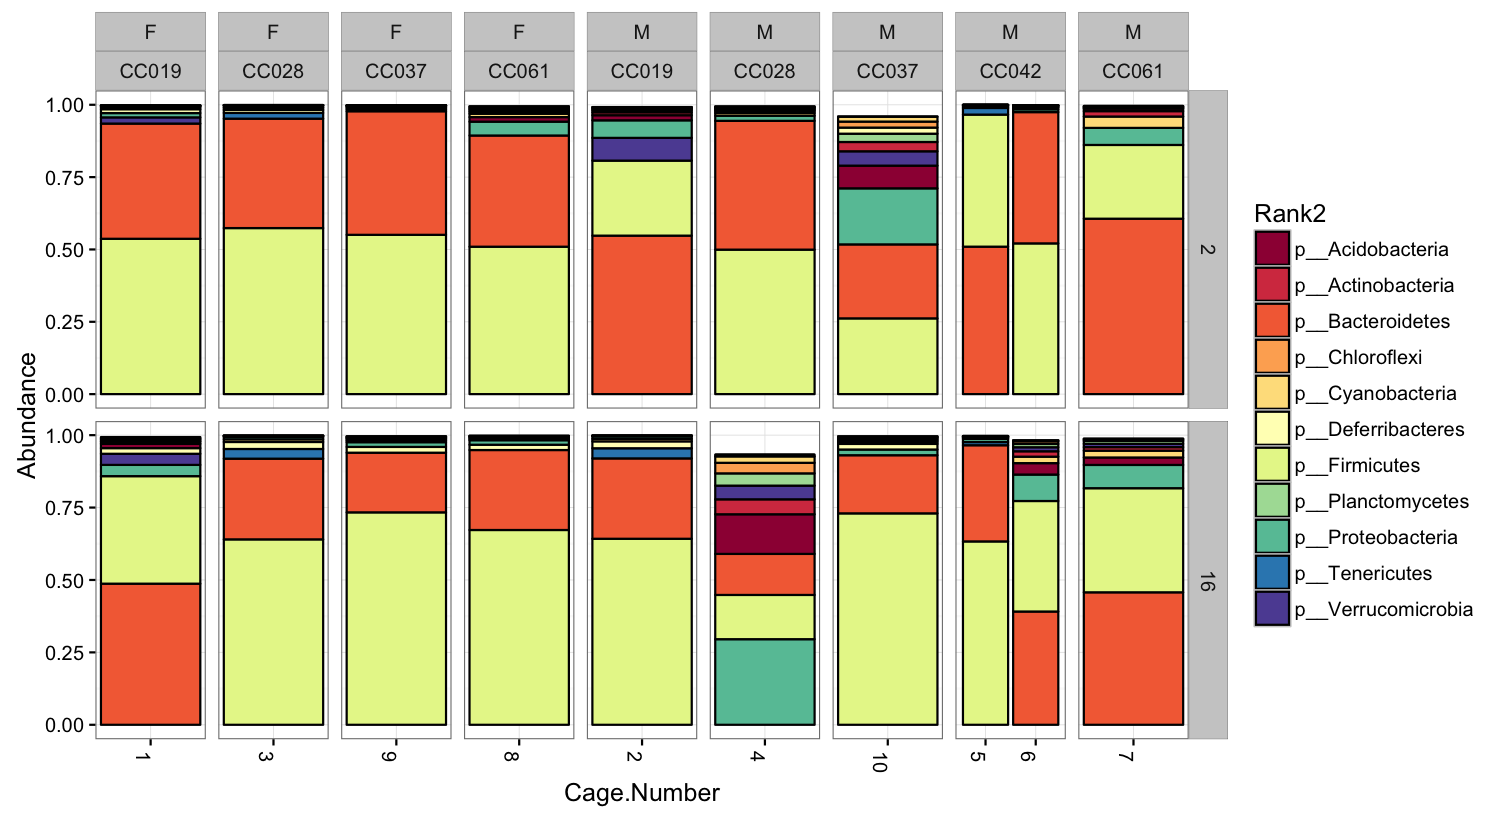 F F F F M M M M M
CC019 CC028 CC037 CC061 CC019 CC028 CC037 CC042 CC061
1.00
0.75
0.50
0.25
0.00
2
1.00
0.75
0.50
0.25
0.00
16
Abundance
1 3 9 8 2 4 10 5 6 7
Cage.Number
Rank2
p__Acidobacteria
p__Actinobacteria
p__Bacteroidetes
p__Chloroflexi
p__Cyanobacteria
p__Deferribacteres
p__Firmicutes
p__Planctomycetes
p__Proteobacteria
p__Tenericutes
p__Verrucomicrobia